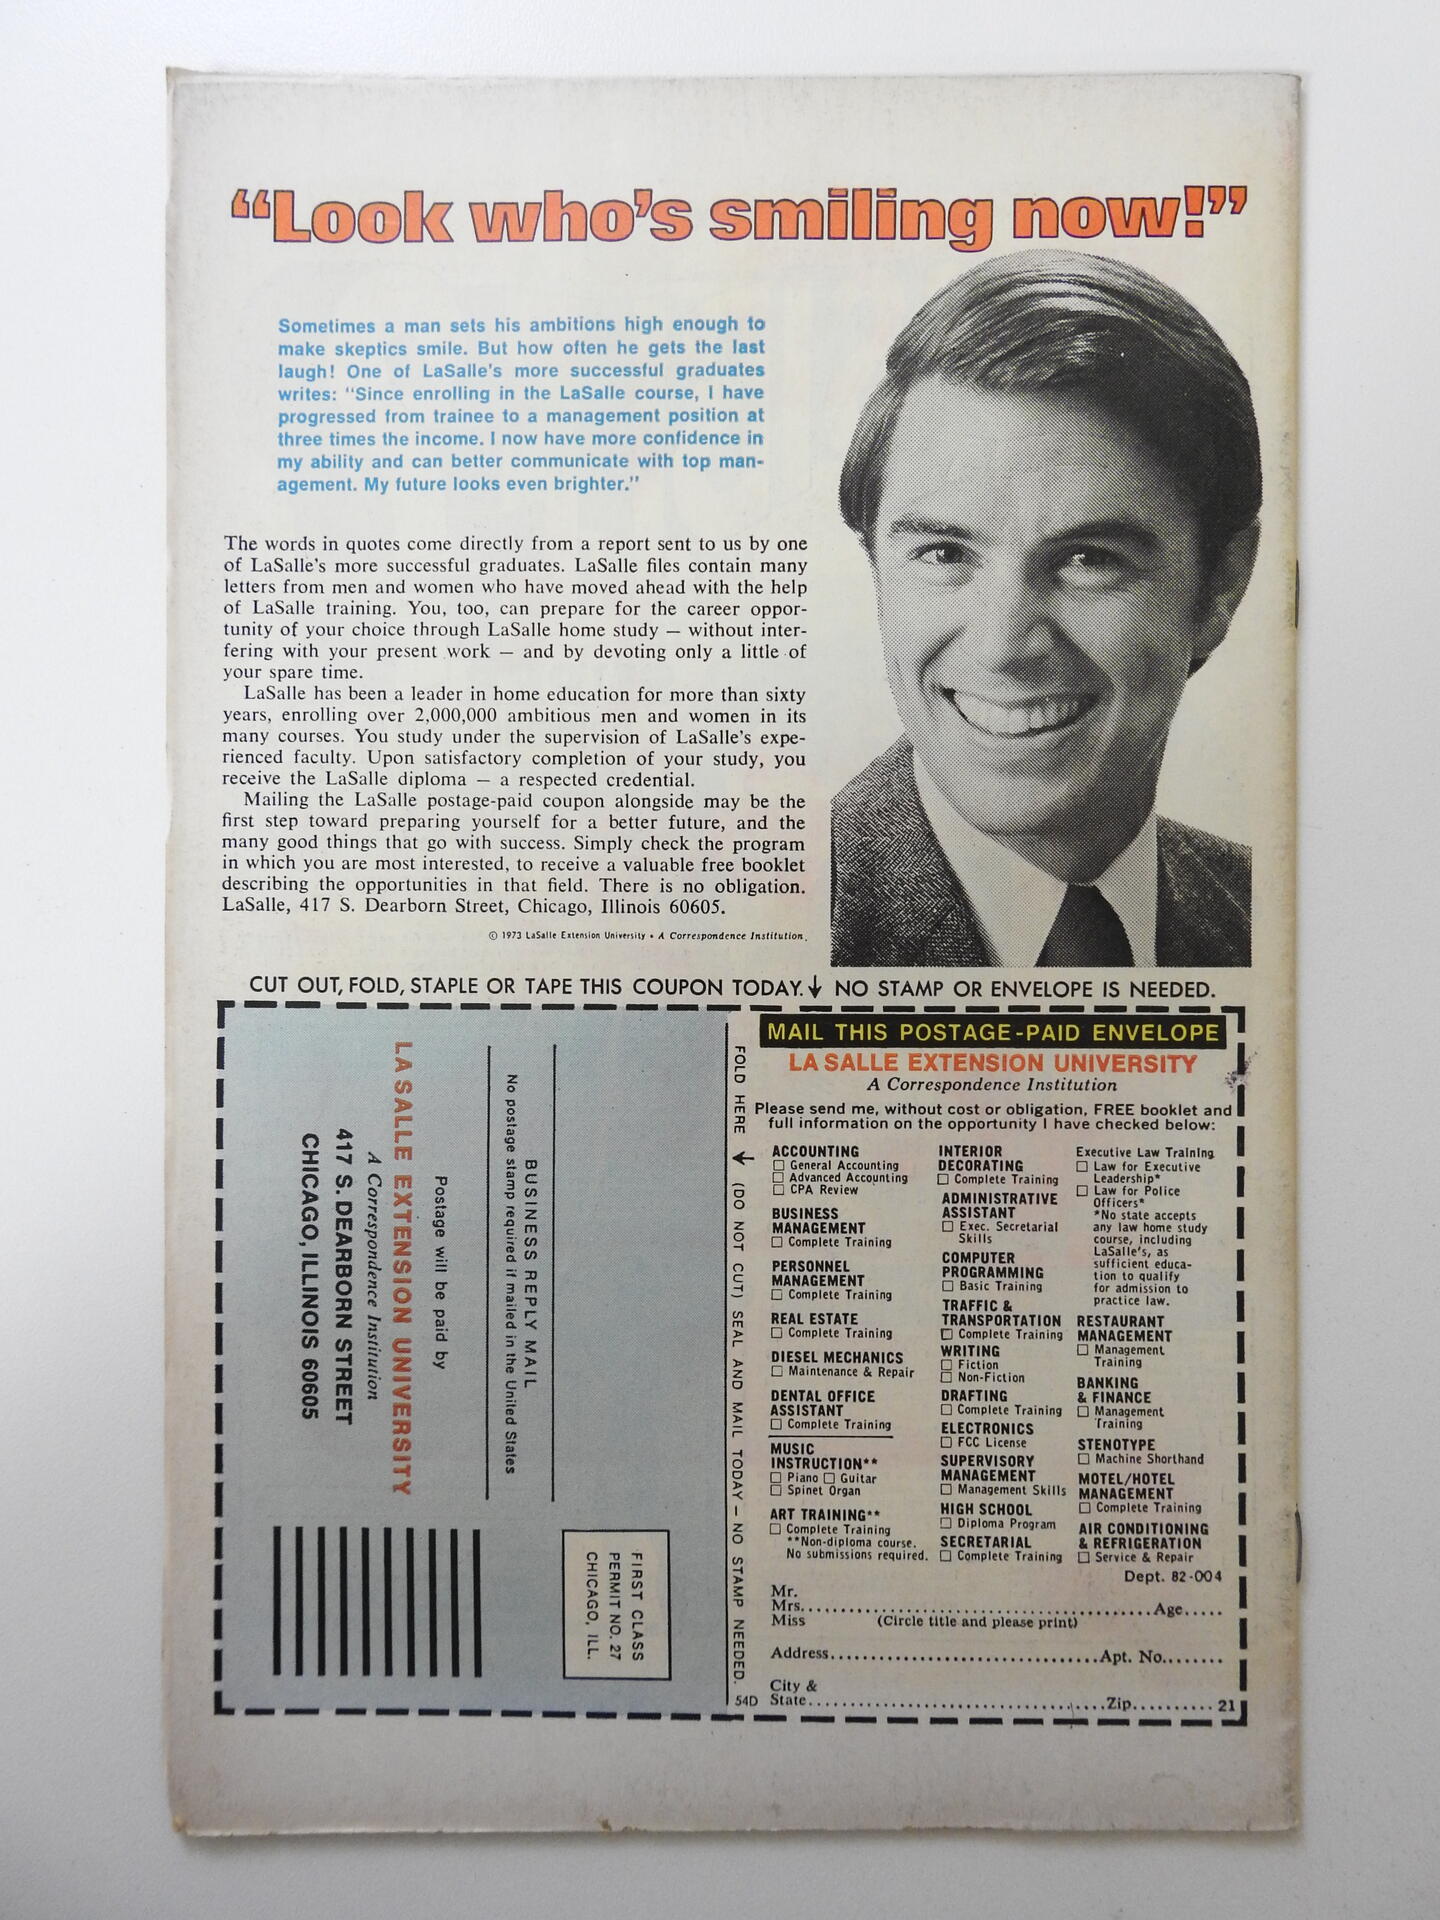 “Look who's smiling now!”
Sometimes a man sets his ambitions high enough to
make skeptics smile. But how often he gets the last
laugh! One of LaSalle's more successful graduates
writes: “Since enrolling in the LaSalle course, I have
progressed from trainee to a management position at
three times the income. I now have more confidence in
my ability and can better communicate with top man-
agement. My future looks even brighter.”
The words in quotes come directly from a report sent to us by one
of LaSalle's more successful graduates. LaSalle files contain many
letters from men and women who have moved ahead with the help
of LaSalle training. You, too, can prepare for the career oppor-
tunity of your choice through LaSalle home study — without inter-
fering with your present work — and by devoting only a little of
your spare time.
LaSalle has been a leader in home education for more than sixty
years, enrolling over 2,000,000 ambitious men and women in its
many courses. You study under the supervision of LaSalle's expe-
rienced faculty. Upon satisfactory completion of your study, you
receive the LaSalle diploma — a respected credential.
Mailing the LaSalle postage-paid coupon alongside may be the
first step toward preparing yourself for a better future, and the
many good things that go with success. Simply check the program
in which you are most interested, to receive a valuable free booklet
describing the opportunities in that field. There is no obligation.
LaSalle, 417 S. Dearborn Street, Chicago, Illinois 60605.
© 1973 LaSalle Extension University • A Correspondence Institution.
CUT OUT, FOLD, STAPLE OR TAPE THIS COUPON TODAY.↓ NO STAMP OR ENVELOPE IS NEEDED.
FIRST CLASS
PERMIT NO. 27
CHICAGO, ILL.
BUSINESS REPLY MAIL
No postage stamp required if mailed in the United States
Postage will be paid by
LA SALLE EXTENSION UNIVERSITY
A Correspondence Institution
417 S. DEARBORN STREET
CHICAGO, ILLINOIS 60605
FOLD HERE ↓ (DO NOT CUT) SEAL AND MAIL TODAY — NO STAMP NEEDED.
54D
MAIL THIS POSTAGE-PAID ENVELOPE
LA SALLE EXTENSION UNIVERSITY
A Correspondence Institution
Please send me, without cost or obligation, FREE booklet and
full information on the opportunity I have checked below:
ACCOUNTING
☐ General Accounting
☐ Advanced Accounting
☐ CPA Review
BUSINESS
MANAGEMENT
☐ Complete Training
PERSONNEL
MANAGEMENT
☐ Complete Training
REAL ESTATE
☐ Complete Training
DIESEL MECHANICS
☐ Maintenance & Repair
DENTAL OFFICE
ASSISTANT
☐ Complete Training
MUSIC
INSTRUCTION**
☐ Piano ☐ Guitar
☐ Spinet Organ
ART TRAINING**
☐ Complete Training
**Non-diploma course.
No submissions required.
INTERIOR
DECORATING
☐ Complete Training
ADMINISTRATIVE
ASSISTANT
☐ Exec. Secretarial
Skills
COMPUTER
PROGRAMMING
☐ Basic Training
TRAFFIC &
TRANSPORTATION
☐ Complete Training
WRITING
☐ Fiction
☐ Non-Fiction
DRAFTING
☐ Complete Training
ELECTRONICS
☐ FCC License
SUPERVISORY
MANAGEMENT
☐ Management Skills
HIGH SCHOOL
☐ Diploma Program
SECRETARIAL
☐ Complete Training
Executive Law Training
☐ Law for Executive
Leadership*
☐ Law for Police
Officers*
*No state accepts
any law home study
course, including
LaSalle's, as
sufficient educa-
tion to qualify
for admission to
practice law.
RESTAURANT
MANAGEMENT
☐ Management
Training
BANKING
& FINANCE
☐ Management
Training
STENOTYPE
☐ Machine Shorthand
MOTEL/HOTEL
MANAGEMENT
☐ Complete Training
AIR CONDITIONING
& REFRIGERATION
☐ Service & Repair
Dept. 82-004
Mr.
Mrs. Age
Miss (Circle title and please print)
Address Apt. No.
City &
State Zip 21